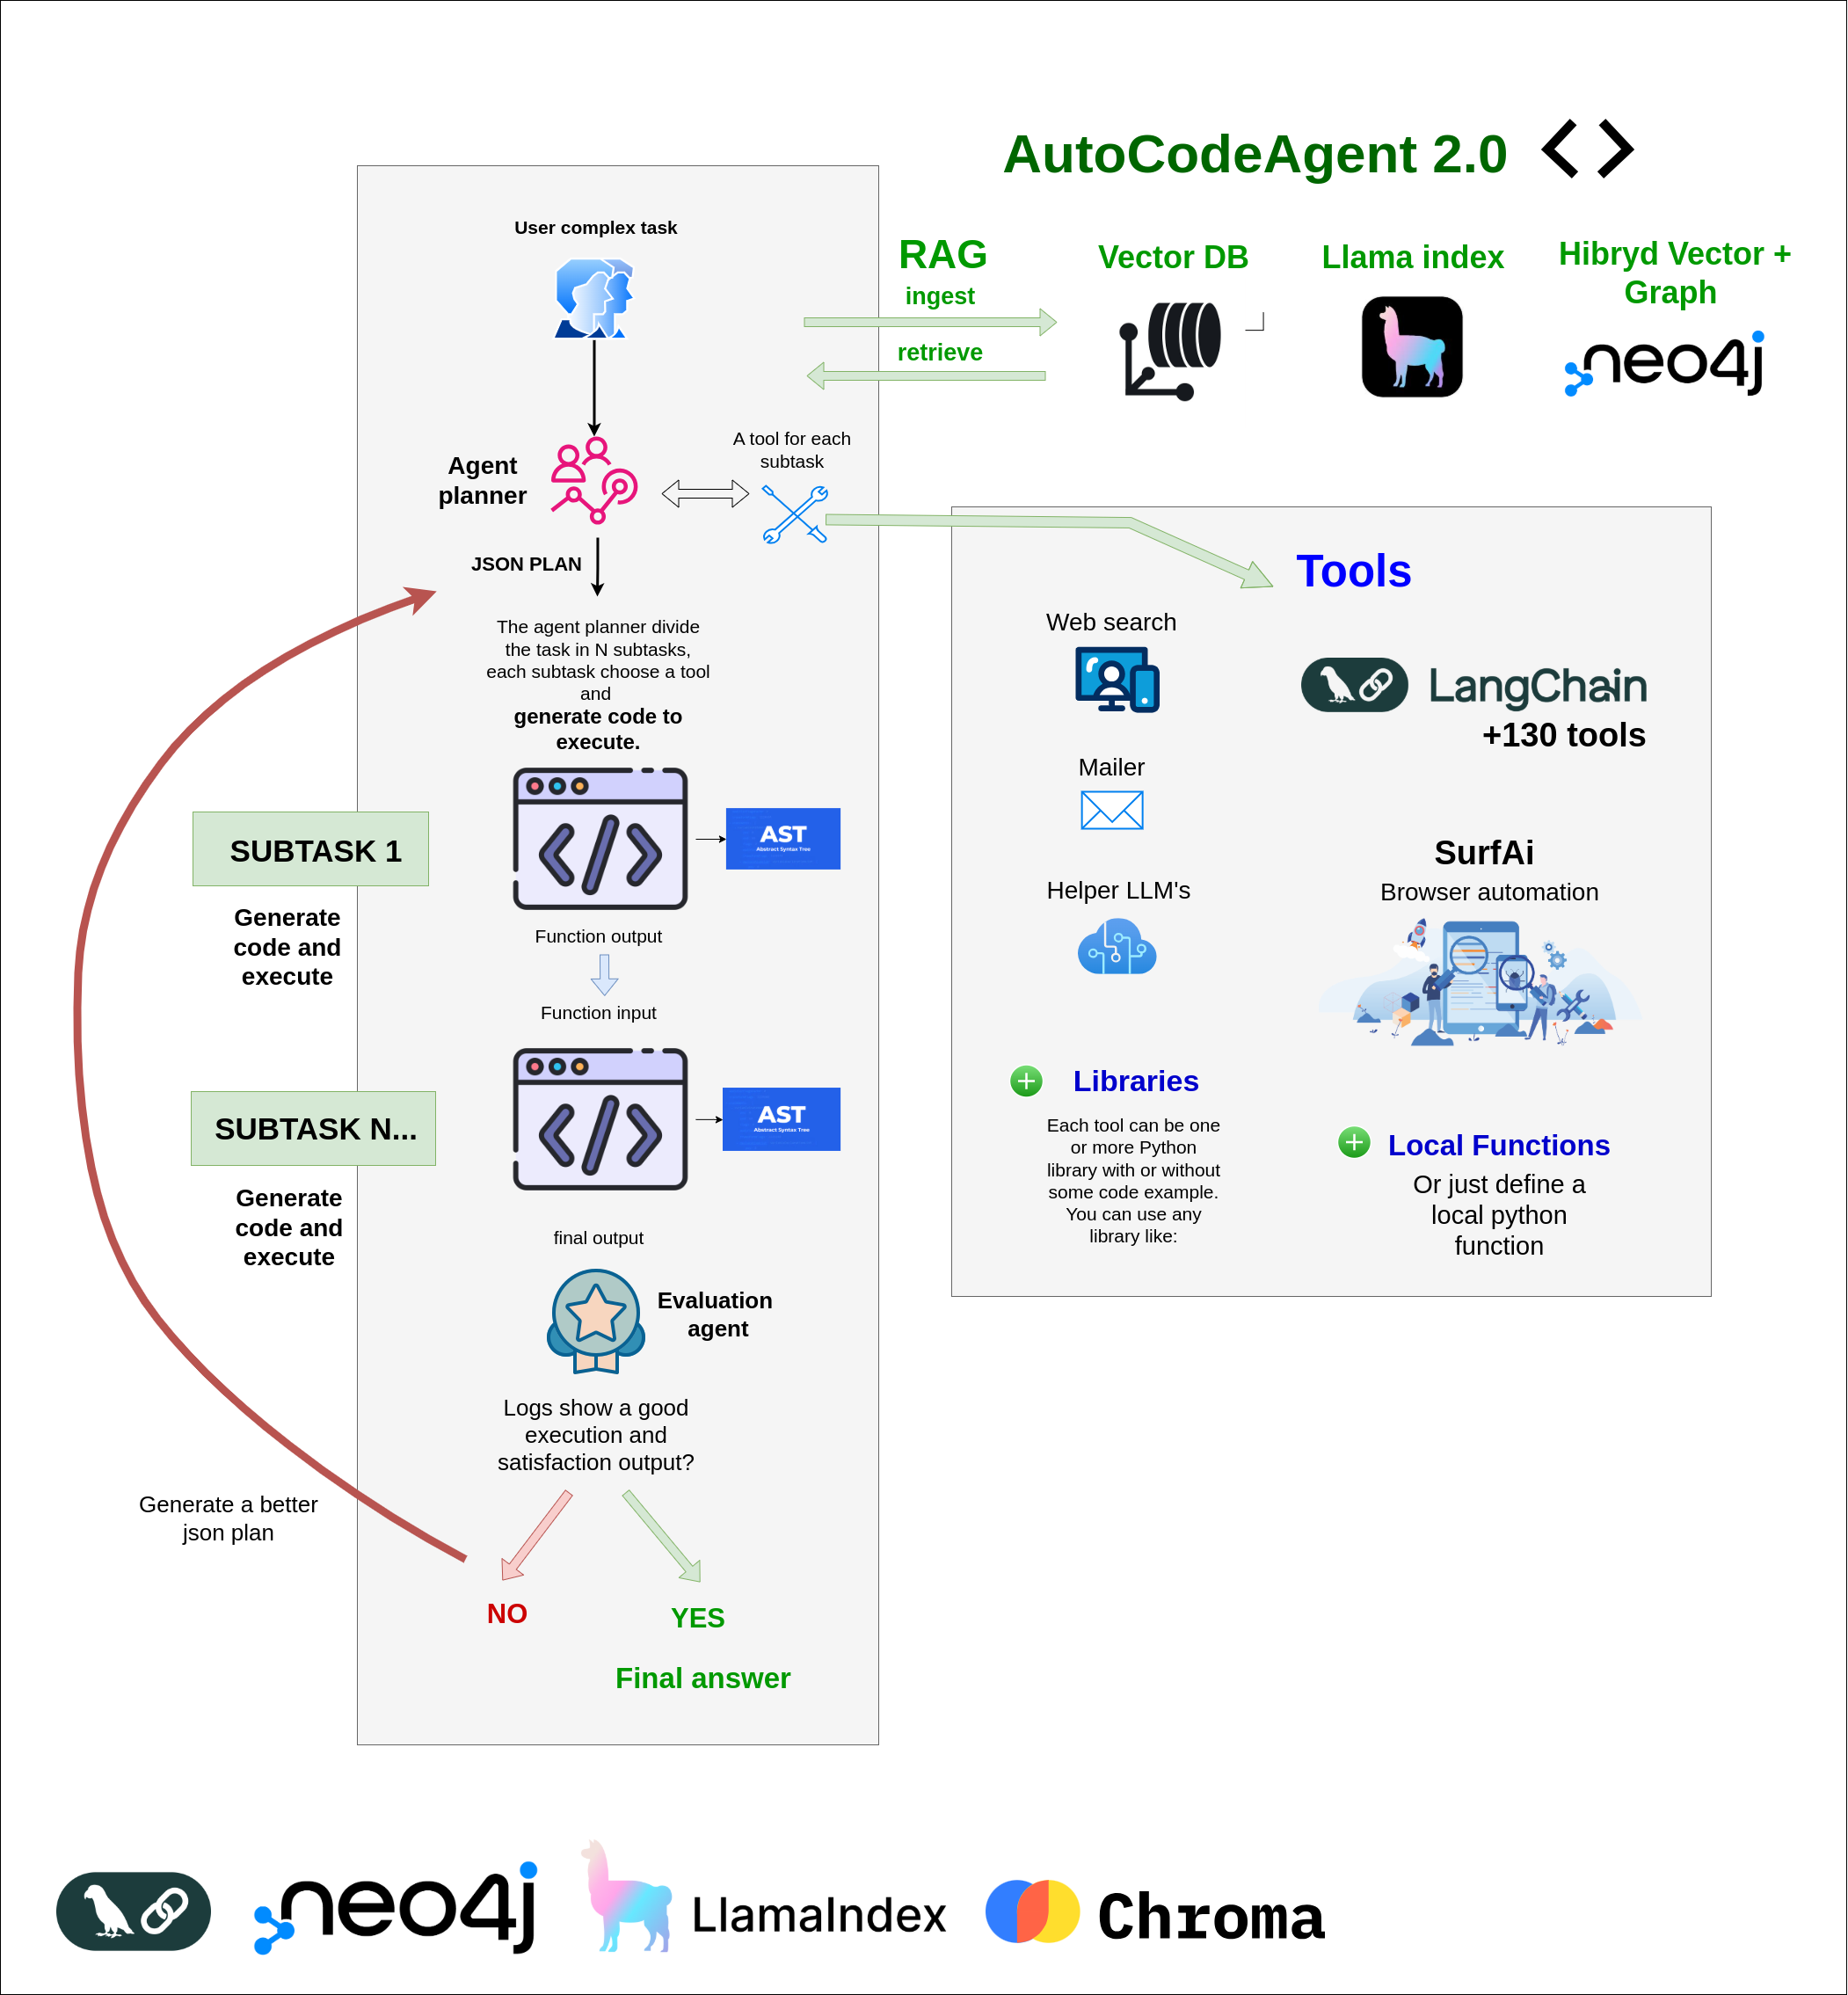 AutoCodeAgent 2.0
User complex task
RAG
ingest
retrieve
Vector DB
Llama index
Hibryd Vector +
Graph
neo4j
Agent
planner
A tool for each
subtask
JSON PLAN
The agent planner divide
the task in N subtasks,
each subtask choose a tool
and
generate code to
execute.
SUBTASK 1
Generate
code and
execute
AST
Abstract Syntax Tree
Function output
Function input
SUBTASK N...
Generate
code and
execute
AST
Abstract Syntax Tree
final output
Evaluation
agent
Logs show a good
execution and
satisfaction output?
Generate a better
json plan
NO
YES
Final answer
Tools
Web search
LangChain
+130 tools
Mailer
SurfAi
Browser automation
Helper LLM's
Libraries
Each tool can be one
or more Python
library with or without
some code example.
You can use any
library like:
Local Functions
Or just define a
local python
function
neo4j
LlamaIndex
Chroma